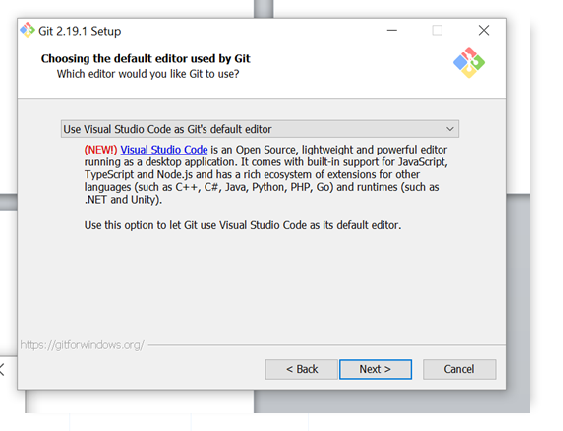 Git 2.19.1 Setup
Choosing the default editor used by Git
Which editor would you like Git to use?
Use Visual Studio Code as Git's default editor
(NEW!) Visual Studio Code is an Open Source, lightweight and powerful editor
running as a desktop application. It comes with built-in support for JavaScript,
TypeScript and Node.js and has a rich ecosystem of extensions for other
languages (such as C++, C#, Java, Python, PHP, Go) and runtimes (such as
.NET and Unity).
Use this option to let Git use Visual Studio Code as its default editor.
https://gitforwindows.org/
< Back
Next >
Cancel